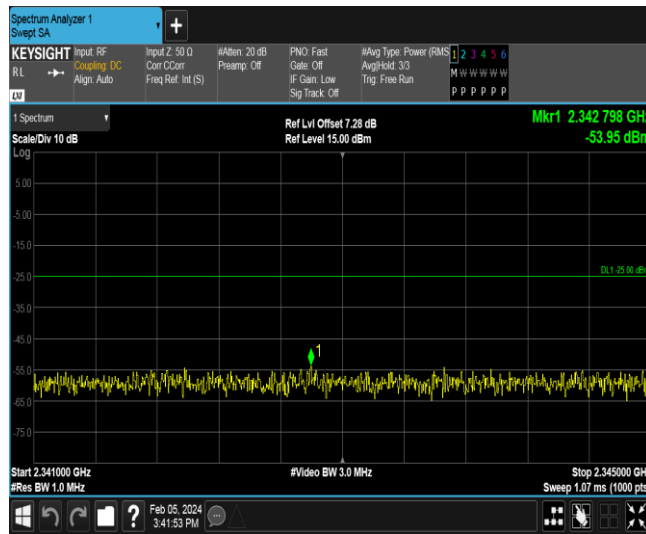 Spectrum Analyzer 1
Swept SA
+
KEYSIGHT Input: RF Input Z: 50 Ω #Atten: 20 dB PNO: Fast #Avg Type: Power (RMS 1 2 3 4 5 6
RL Coupling: DC Corr CCorr Preamp: Off Gate: Off Avg|Hold: 3/3 M W W W W W
Align: Auto Freq Ref: Int (S) IF Gain: Low Trig: Free Run
LXI Sig Track: Off P P P P P P
1 Spectrum Ref Lvl Offset 7.28 dB Mkr1 2.342 798 GH
Scale/Div 10 dB Ref Level 15.00 dBm -53.95 dBm
Log
5.00
-5.00
-15.0
-25.0 DL1 -25.00 dB
-35.0
-45.0
1
-55.0
-65.0
-75.0
Start 2.341000 GHz #Video BW 3.0 MHz Stop 2.345000 GH
#Res BW 1.0 MHz Sweep 1.07 ms (1000 pts
? Feb 05, 2024
3:41:53 PM